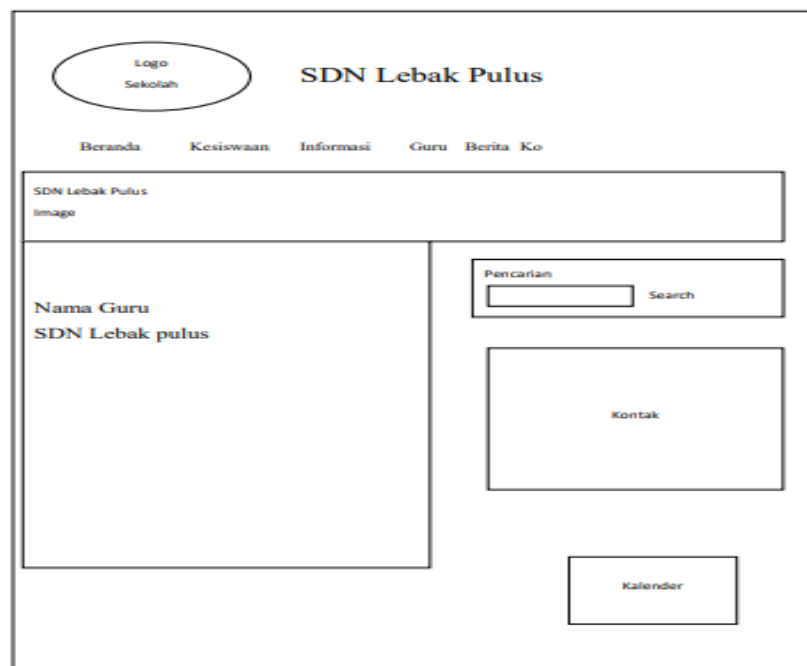 Logo
Sekolah
SDN Lebak Pulus
Beranda Kesiswaan Informasi Guru Berita Ko
SDN Lebak Pulus
Image
Nama Guru
SDN Lebak pulus
Pencarian
Search
Kontak
Kalender